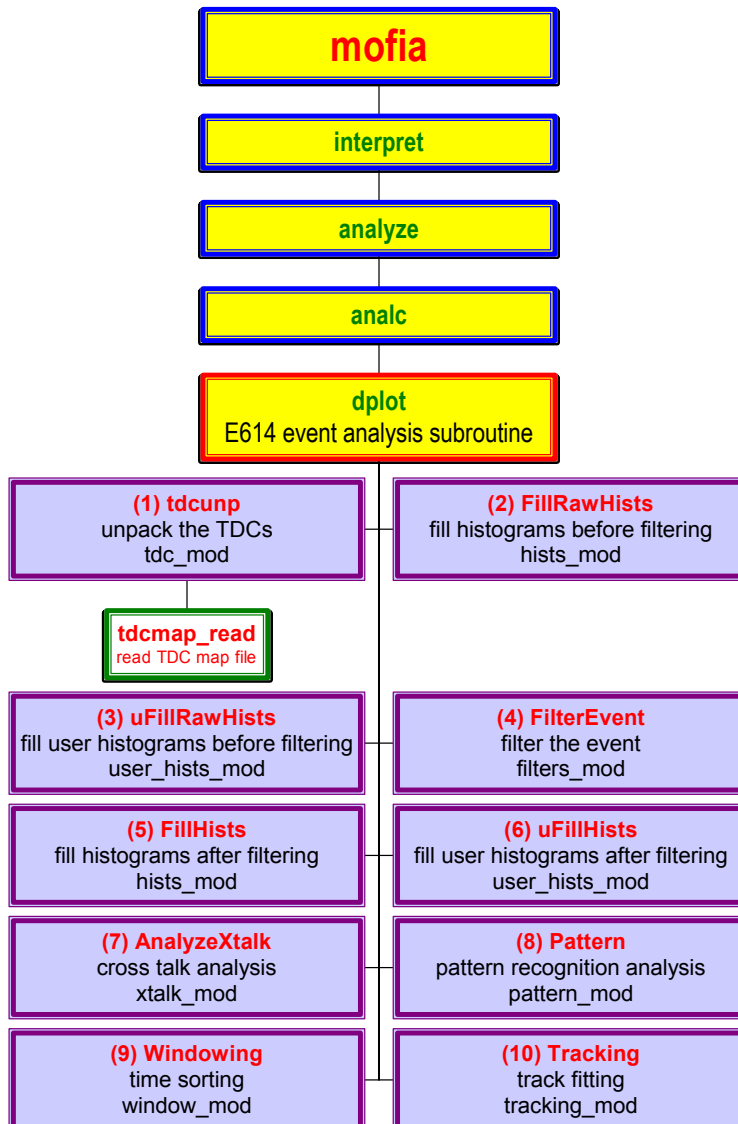 mofia
interpret
analyze
analc
dplot
E614 event analysis subroutine
(1) tdcunp
unpack the TDCs
tdc_mod
(2) FillRawHists
fill histograms before filtering
hists_mod
tdcmap_read
read TDC map file
(3) uFillRawHists
fill user histograms before filtering
user_hists_mod
(4) FilterEvent
filter the event
filters_mod
(5) FillHists
fill histograms after filtering
hists_mod
(6) uFillHists
fill user histograms after filtering
user_hists_mod
(7) AnalyzeXtalk
cross talk analysis
xtalk_mod
(8) Pattern
pattern recognition analysis
pattern_mod
(9) Windowing
time sorting
window_mod
(10) Tracking
track fitting
tracking_mod